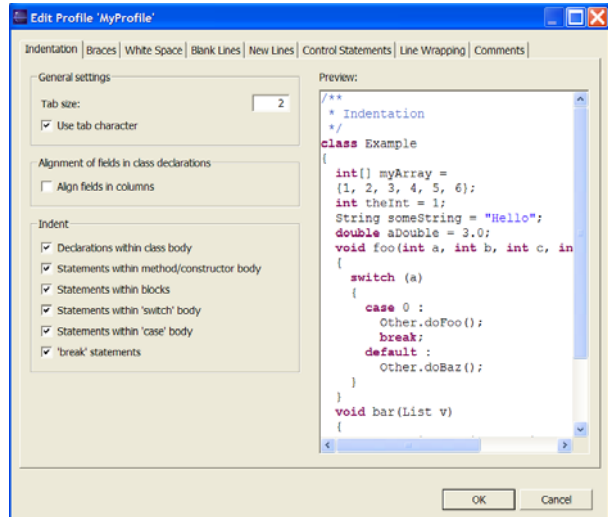 Edit Profile 'MyProfile'
Indentation Braces White Space Blank Lines New Lines Control Statements Line Wrapping Comments
General settings
Tab size: 2
Use tab character
Alignment of fields in class declarations
Align fields in columns
Indent
Declarations within class body
Statements within method/constructor body
Statements within blocks
Statements within 'switch' body
Statements within 'case' body
'break' statements
Preview:
/**
 * Indentation
 */
class Example
{
  int[] myArray =
  {1, 2, 3, 4, 5, 6};
  int theInt = 1;
  String someString = "Hello";
  double aDouble = 3.0;
  void foo(int a, int b, int c, in
  {
    switch (a)
    {
      case 0 :
        Other.doFoo();
        break;
      default :
        Other.doBaz();
    }
  }
  void bar(List v)
  {
OK Cancel